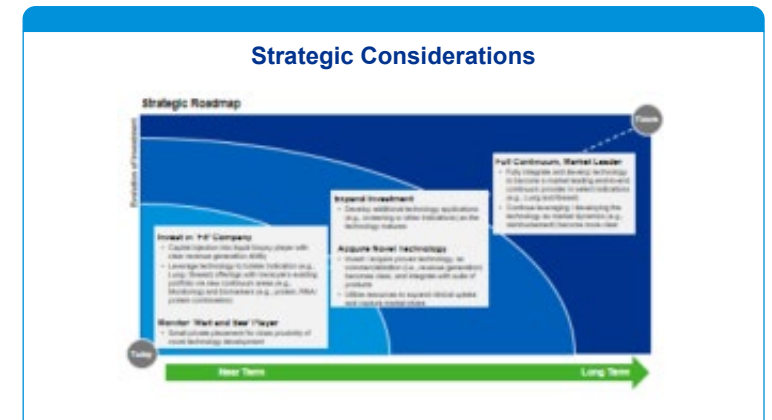 Strategic Considerations
Strategic Roadmap
Evolution of Investment
Future
Full Continuum, Market Leader
Fully integrate and develop technology
to become a market leading
continuum provider in select indications
(e.g., Lung
Continue leveraging / developing the
technology as market dynamics (e.g.,
reimbursement) become more clear
Expand Investment
Develop additional technology applications
(e.g., screening or other indications) as the
technology matures
Acquire Novel Technology
Invest / acquire proven technology, as
commercialization (i.e., revenue generation)
becomes clear, and integrate with suite of
products
Utilize resources to expand clinical uptake
and capture market share
Invest in Company
Capital injection into liquid biopsy player with
clear revenue generation ability
Leverage technology to bolster indication (e.g.,
Lung, Breast) offerings with existing
portfolio via new continuum areas (e.g.,
Monitoring) and biomarkers (e.g., protein, RNA/
protein combination)
Monitor 'Wait and See' Player
Small private placement for close proximity of
novel technology development
Today
Near Term
Long Term